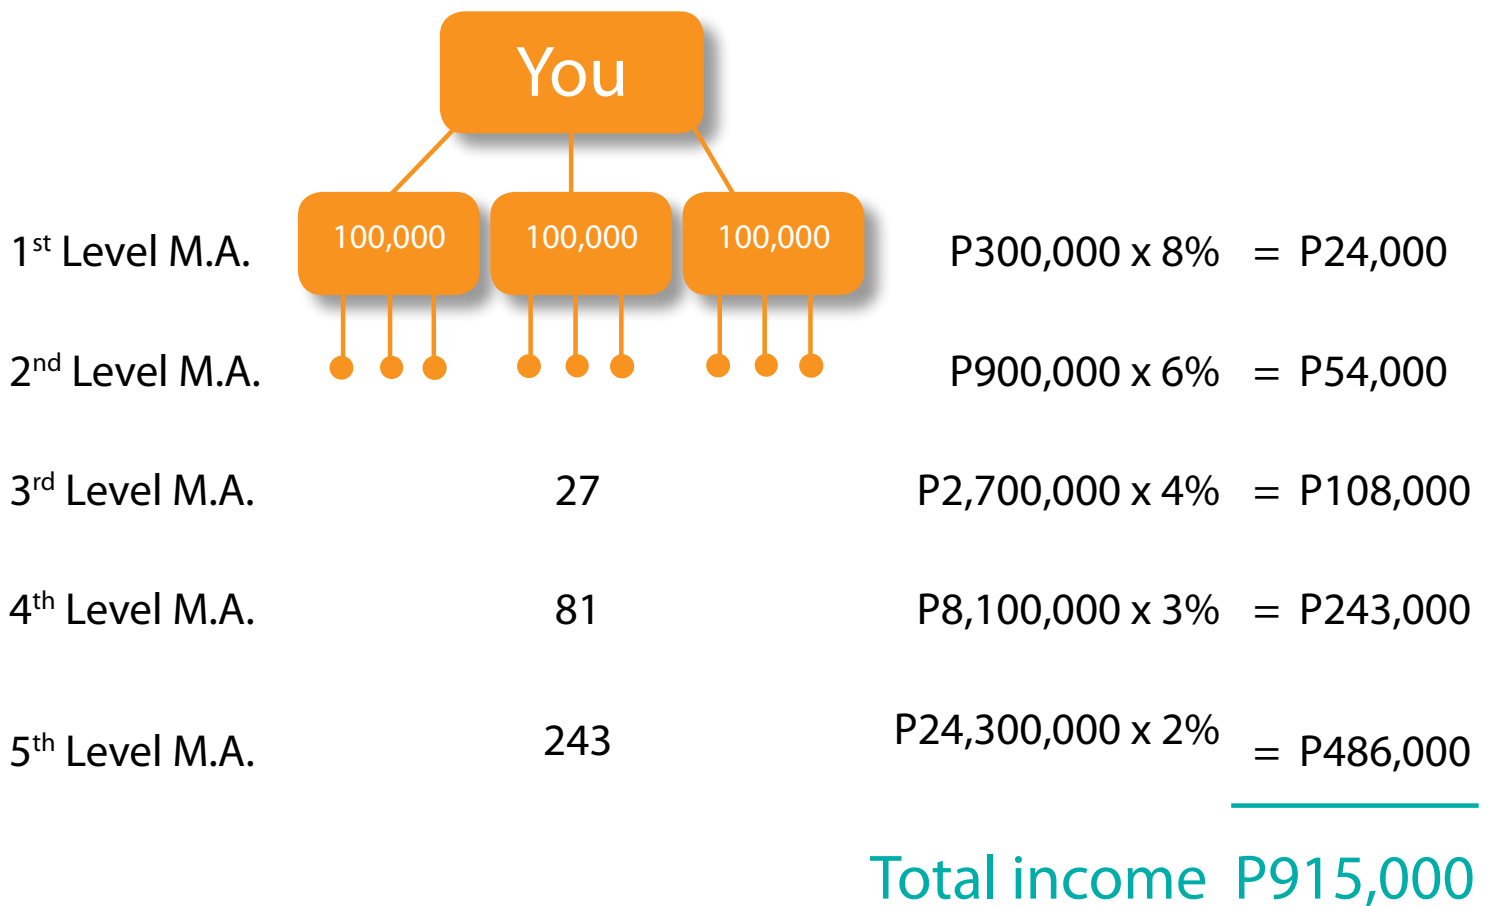 You
1st Level M.A. 100,000 100,000 100,000 P300,000 x 8% = P24,000
2nd Level M.A. P900,000 x 6% = P54,000
3rd Level M.A. 27 P2,700,000 x 4% = P108,000
4th Level M.A. 81 P8,100,000 x 3% = P243,000
5th Level M.A. 243 P24,300,000 x 2% = P486,000
Total income P915,000